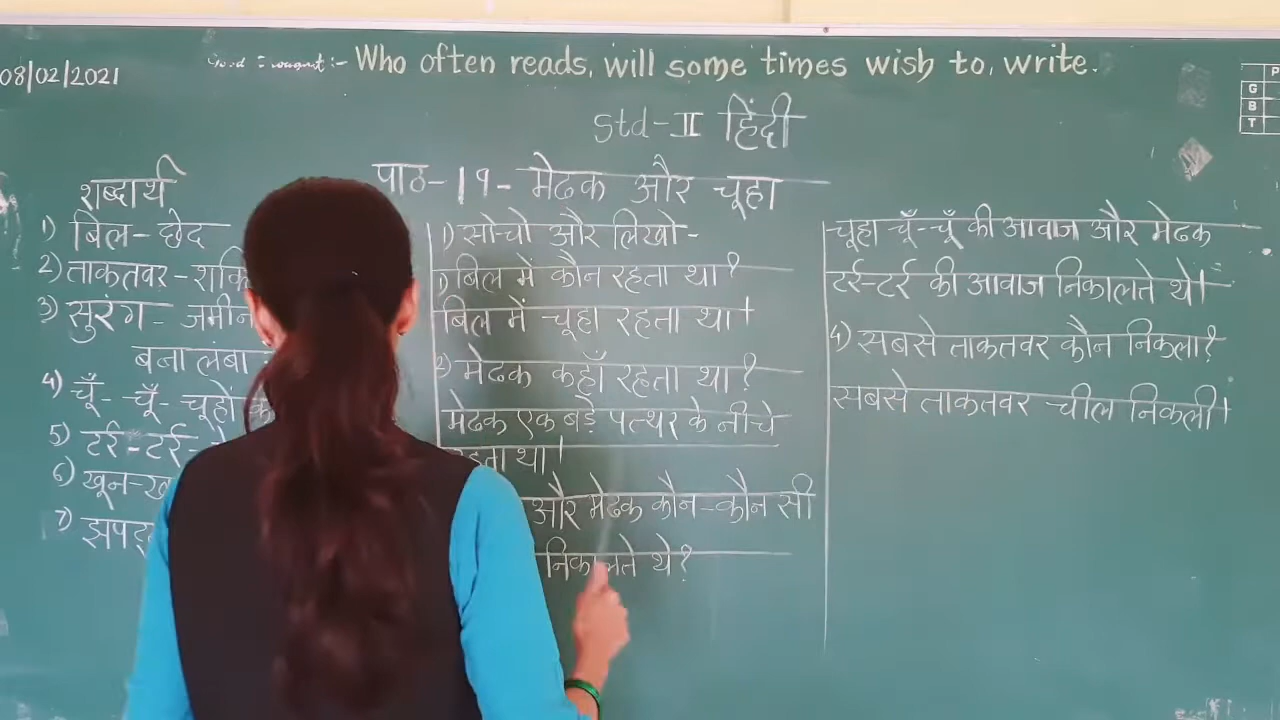 08/02/2021
Who often reads, will some times wish to, write.
P
G
B
T
Std-II हिंदी
पाठ-19- मेढक और चूहा
शब्दार्थ
1) बिल- छेद
2) ताकतवर - शक्ति
3) सुरंग - जमीन
बना लंबा
4) चूँ- चूँ- चूहों
5) टर्र-टर्र-
6) खून-
7)
1) सोचो और लिखो-
1) बिल में कौन रहता था?
बिल में चूहा रहता था।
2) मेढक कहाँ रहता था?
मेढक एक बड़े पत्थर के नीचे
रहता था।
और मेढक कौन-कौन सी
निकालते थे?
चूहा चूँ-चूँ की आवाज और मेढक
टर्र-टर्र की आवाज निकालते थे।
4) सबसे ताकतवर कौन निकला?
सबसे ताकतवर चील निकली।